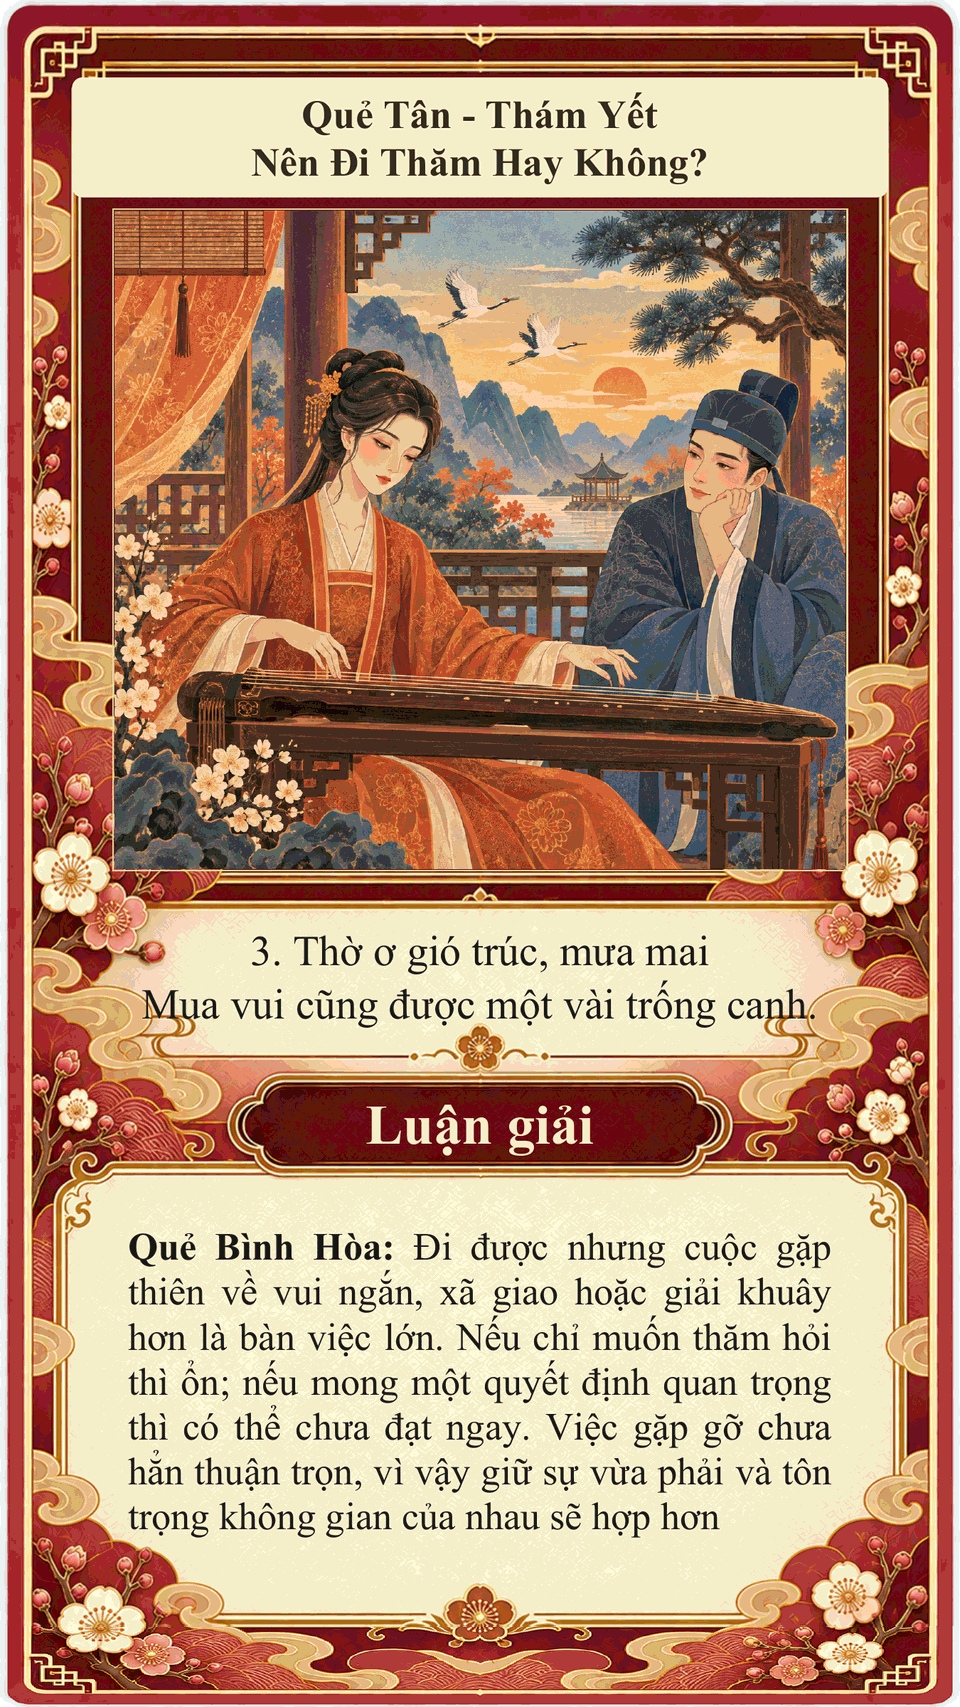 Quẻ Tân - Thám Yết
Nên Đi Thăm Hay Không?
3. Thờ ơ gió trúc, mưa mai
Mua vui cũng được một vài trống canh.
Luận giải
Quẻ Bình Hòa: Đi được nhưng cuộc gặp
thiên về vui ngắn, xã giao hoặc giải khuây
hơn là bàn việc lớn. Nếu chỉ muốn thăm hỏi
thì ổn; nếu mong một quyết định quan trọng
thì có thể chưa đạt ngay. Việc gặp gỡ chưa
hẳn thuận trọn, vì vậy giữ sự vừa phải và tôn
trọng không gian của nhau sẽ hợp hơn